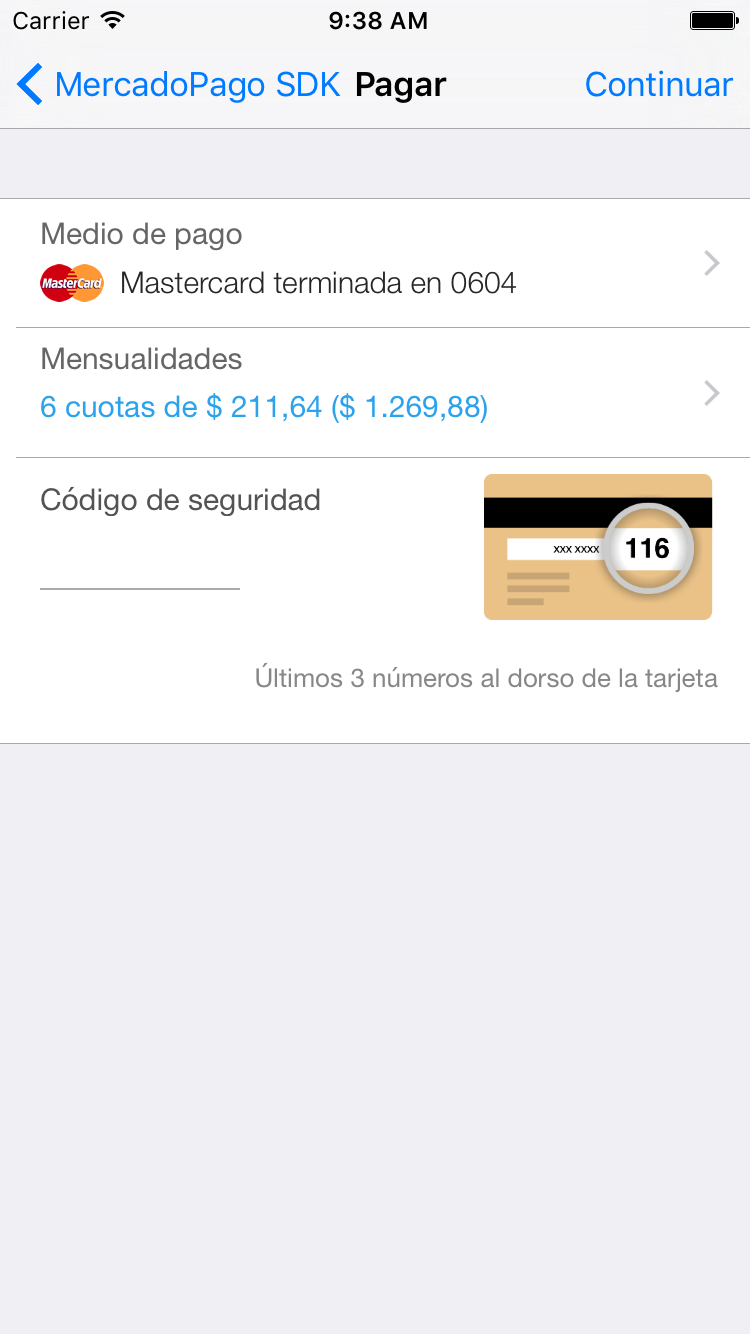 Carrier 9:38 AM
MercadoPago SDK Pagar Continuar
Medio de pago
MasterCard Mastercard terminada en 0604
Mensualidades
6 cuotas de $ 211,64 ($ 1.269,88)
Código de seguridad
xxx xxxx 116
Últimos 3 números al dorso de la tarjeta